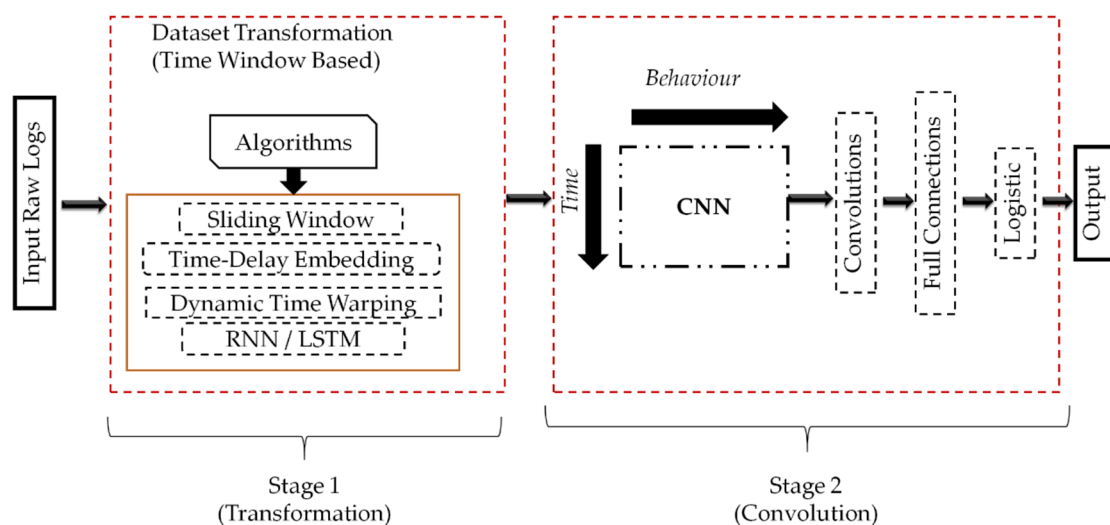 Input Raw Logs
Dataset Transformation
(Time Window Based)
Algorithms
Sliding Window
Time-Delay Embedding
Dynamic Time Warping
RNN / LSTM
Behaviour
Time
CNN
Convolutions
Full Connections
Logistic
Output
Stage 1
(Transformation)
Stage 2
(Convolution)